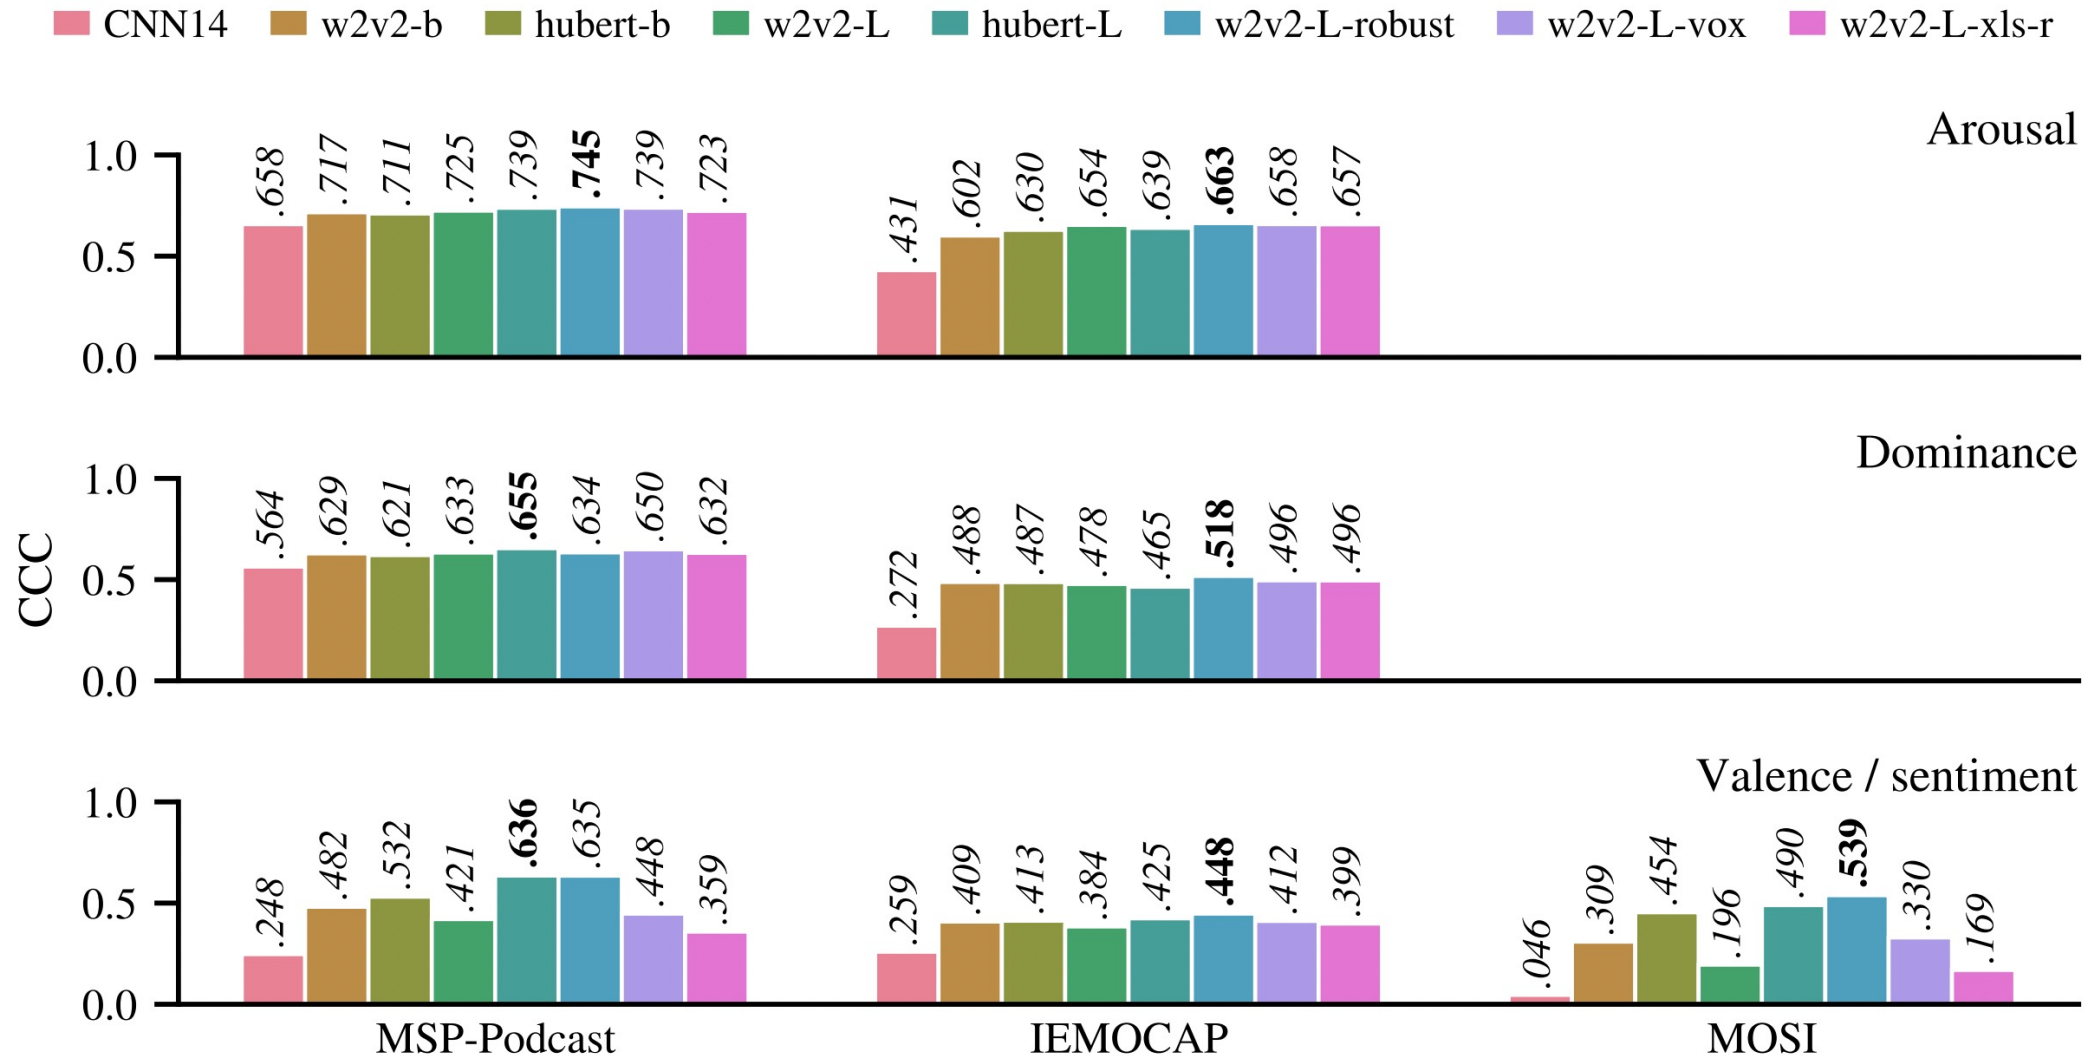 CNN14 w2v2-b hubert-b w2v2-L hubert-L w2v2-L-robust w2v2-L-vox w2v2-L-xls-r
Arousal
1.0
0.5
0.0
.658 .717 .711 .725 .739 .745 .739 .723
.431 .602 .630 .654 .639 .663 .658 .657
Dominance
CCC
1.0
0.5
0.0
.564 .629 .621 .633 .655 .634 .650 .632
.272 .488 .487 .478 .465 .518 .496 .496
Valence / sentiment
1.0
0.5
0.0
.248 .482 .532 .421 .636 .635 .448 .359
.259 .409 .413 .384 .425 .448 .412 .399
.046 .309 .454 .196 .490 .539 .330 .169
MSP-Podcast IEMOCAP MOSI